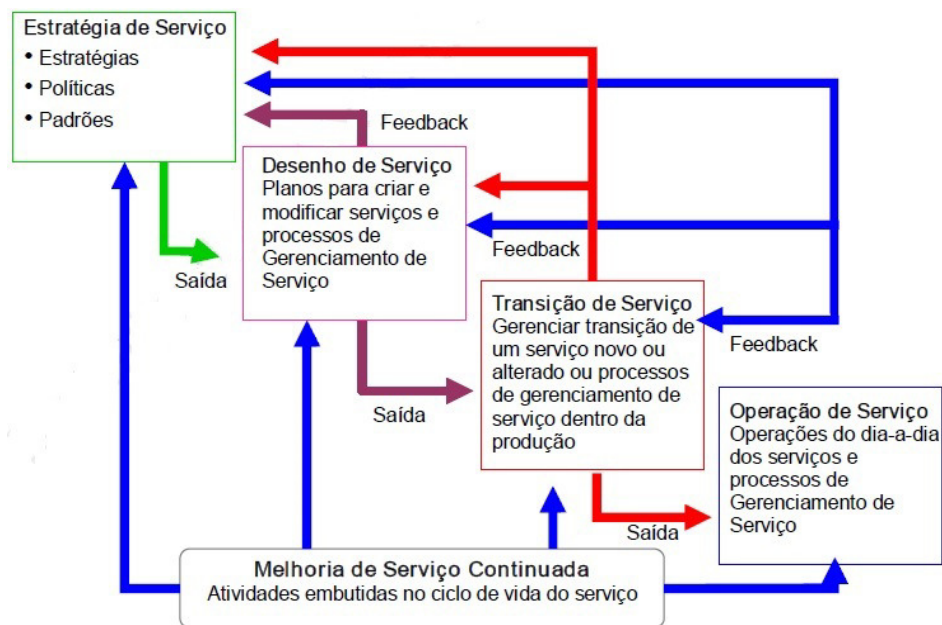 Estratégia de Serviço
• Estratégias
• Políticas
• Padrões
Feedback
Saída
Desenho de Serviço
Planos para criar e
modificar serviços e
processos de
Gerenciamento de
Serviço
Feedback
Saída
Transição de Serviço
Gerenciar transição de
um serviço novo ou
alterado ou processos
de gerenciamento de
serviço dentro da
produção
Feedback
Saída
Operação de Serviço
Operações do dia-a-dia
dos serviços e
processos de
Gerenciamento de
Serviço
Melhoria de Serviço Continuada
Atividades embutidas no ciclo de vida do serviço